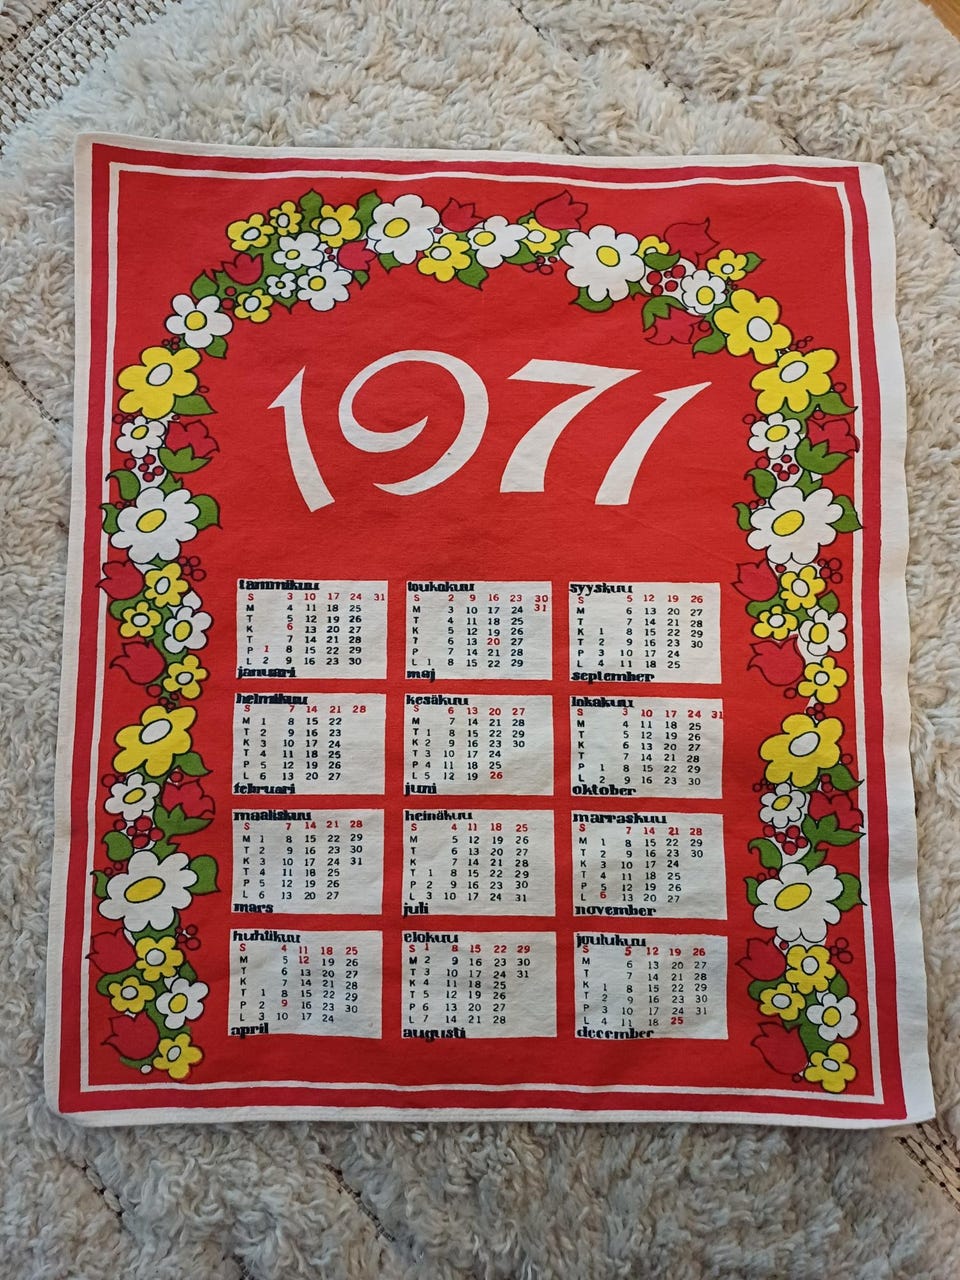 1971
tammikuu
S 3 10 17 24 31
M 4 11 18 25
T 5 12 19 26
K 6 13 20 27
T 7 14 21 28
P 1 8 15 22 29
L 2 9 16 23 30
januari
helmikuu
S 7 14 21 28
M 1 8 15 22
T 2 9 16 23
K 3 10 17 24
T 4 11 18 25
P 5 12 19 26
L 6 13 20 27
februari
maaliskuu
S 7 14 21 28
M 1 8 15 22 29
T 2 9 16 23 30
K 3 10 17 24 31
T 4 11 18 25
P 5 12 19 26
L 6 13 20 27
mars
huhtikuu
S 4 11 18 25
M 5 12 19 26
T 6 13 20 27
K 7 14 21 28
T 1 8 15 22 29
P 2 9 16 23 30
L 3 10 17 24
april
toukokuu
S 2 9 16 23 30
M 3 10 17 24 31
T 4 11 18 25
K 5 12 19 26
T 6 13 20 27
P 7 14 21 28
L 1 8 15 22 29
maj
kesäkuu
S 6 13 20 27
M 7 14 21 28
T 1 8 15 22 29
K 2 9 16 23 30
T 3 10 17 24
P 4 11 18 25
L 5 12 19 26
juni
heinäkuu
S 4 11 18 25
M 5 12 19 26
T 6 13 20 27
K 7 14 21 28
T 1 8 15 22 29
P 2 9 16 23 30
L 3 10 17 24 31
juli
elokuu
S 1 8 15 22 29
M 2 9 16 23 30
T 3 10 17 24 31
K 4 11 18 25
T 5 12 19 26
P 6 13 20 27
L 7 14 21 28
augusti
syyskuu
S 5 12 19 26
M 6 13 20 27
T 7 14 21 28
K 1 8 15 22 29
T 2 9 16 23 30
P 3 10 17 24
L 4 11 18 25
september
lokakuu
S 3 10 17 24 31
M 4 11 18 25
T 5 12 19 26
K 6 13 20 27
T 7 14 21 28
P 1 8 15 22 29
L 2 9 16 23 30
oktober
marraskuu
S 7 14 21 28
M 1 8 15 22 29
T 2 9 16 23 30
K 3 10 17 24
T 4 11 18 25
P 5 12 19 26
L 6 13 20 27
november
joulukuu
S 5 12 19 26
M 6 13 20 27
T 7 14 21 28
K 1 8 15 22 29
T 2 9 16 23 30
P 3 10 17 24 31
L 4 11 18 25
december